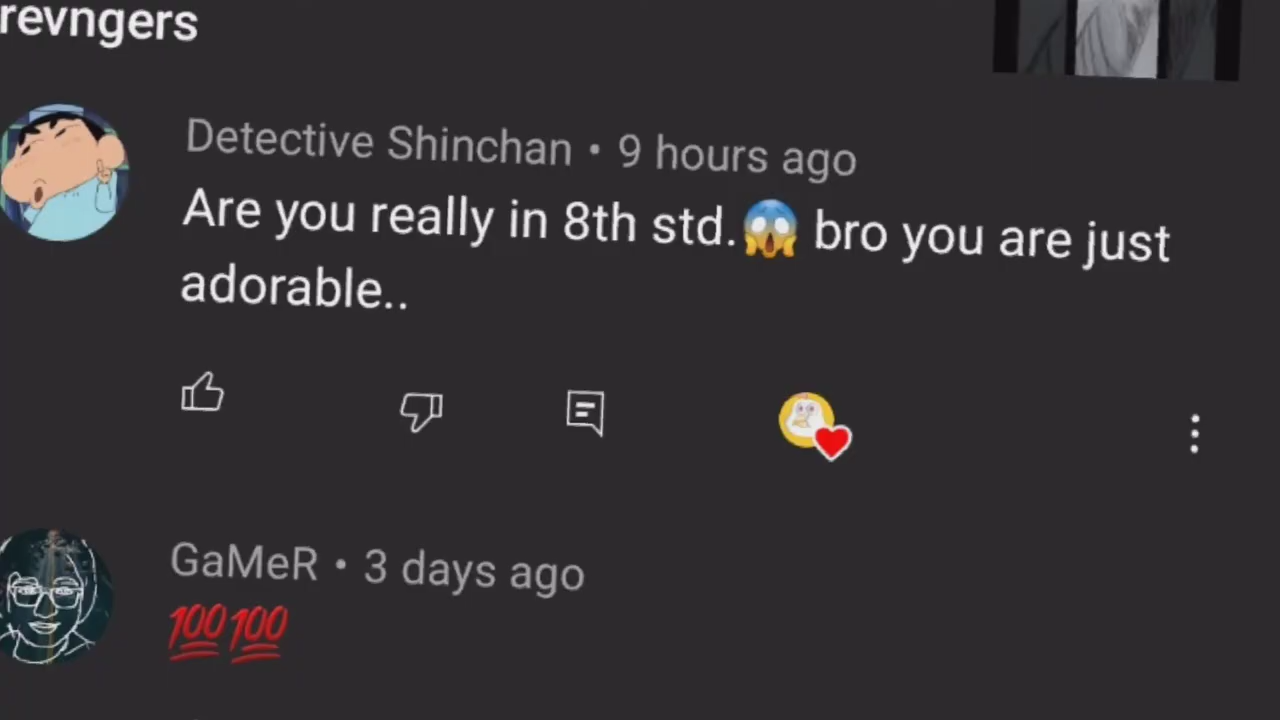 revngers
Detective Shinchan • 9 hours ago
Are you really in 8th std.😱 bro you are just
adorable..
GaMeR • 3 days ago
💯💯